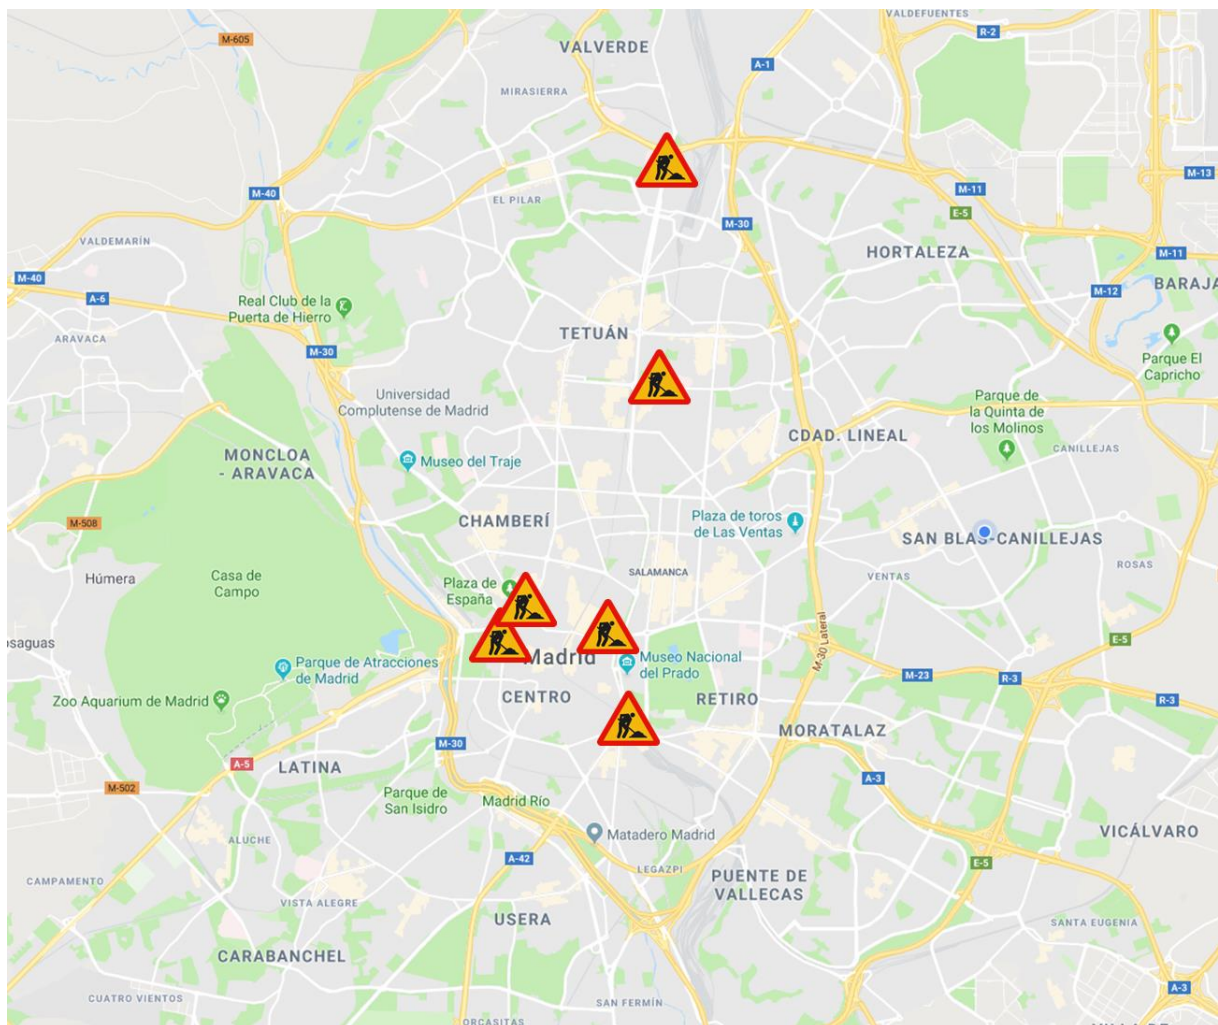 VALDEFUENTES
M-605
R-2
VALVERDE
A-1
MIRASIERRA
M-13
M-40
EL PILAR
M-11
E-5
M-30
VALDEMARÍN
HORTALEZA
M-11
M-40
A-6
M-12
BARAJA
Real Club de la
Puerta de Hierro
TETUÁN
ARAVACA
M-30
Parque El
Capricho
Universidad
Complutense de Madrid
Parque de
la Quinta de
los Molinos
CDAD. LINEAL
CANILLEJAS
MONCLOA
- ARAVACA
Museo del Traje
M-508
CHAMBERÍ
Plaza de toros
de Las Ventas
SAN BLAS-CANILLEJAS
Húmera
Casa de
Campo
Plaza de
España
SALAMANCA
VENTAS
ROSAS
osaguas
M-30 Lateral
E-5
Parque de Atracciones
de Madrid
Madrid
Museo Nacional
del Prado
M-23
R-3
R-3
Zoo Aquarium de Madrid
CENTRO
RETIRO
MORATALAZ
M-30
A-5
LATINA
A-3
M-502
Parque de
San Isidro
Madrid Río
ALUCHE
Matadero Madrid
VICÁLVARO
A-42
LEGAZPI
E-5
CAMPAMENTO
PUENTE DE
VALLECAS
VISTA ALEGRE
USERA
SANTA EUGENIA
CARABANCHEL
A-3
CUATRO VIENTOS
SAN FERMÍN
ORCASITAS